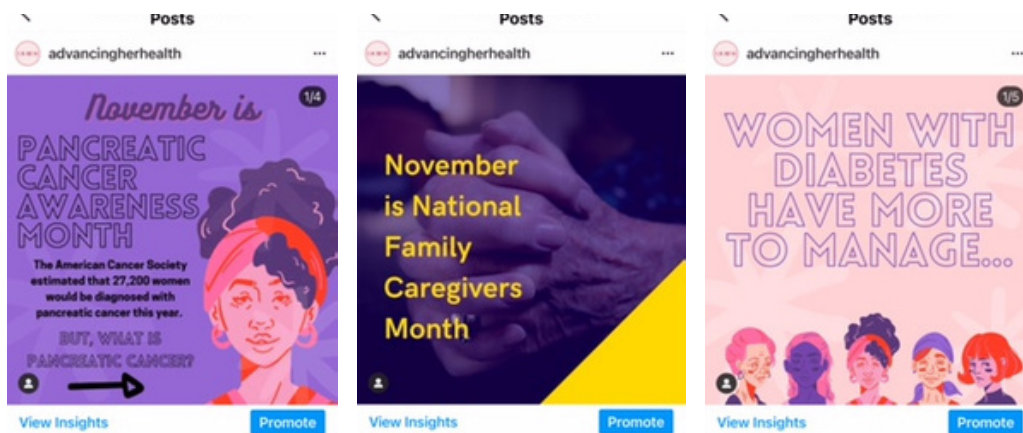 Posts
advancingherhealth
1/4
November is
PANCREATIC
CANCER
AWARENESS
MONTH
The American Cancer Society
estimated that 27,200 women
would be diagnosed with
pancreatic cancer this year.
BUT, WHAT IS
PANCREATIC CANCER?
View Insights
Promote
Posts
advancingherhealth
November
is National
Family
Caregivers
Month
View Insights
Promote
Posts
advancingherhealth
1/5
WOMEN WITH
DIABETES
HAVE MORE
TO MANAGE...
View Insights
Promote